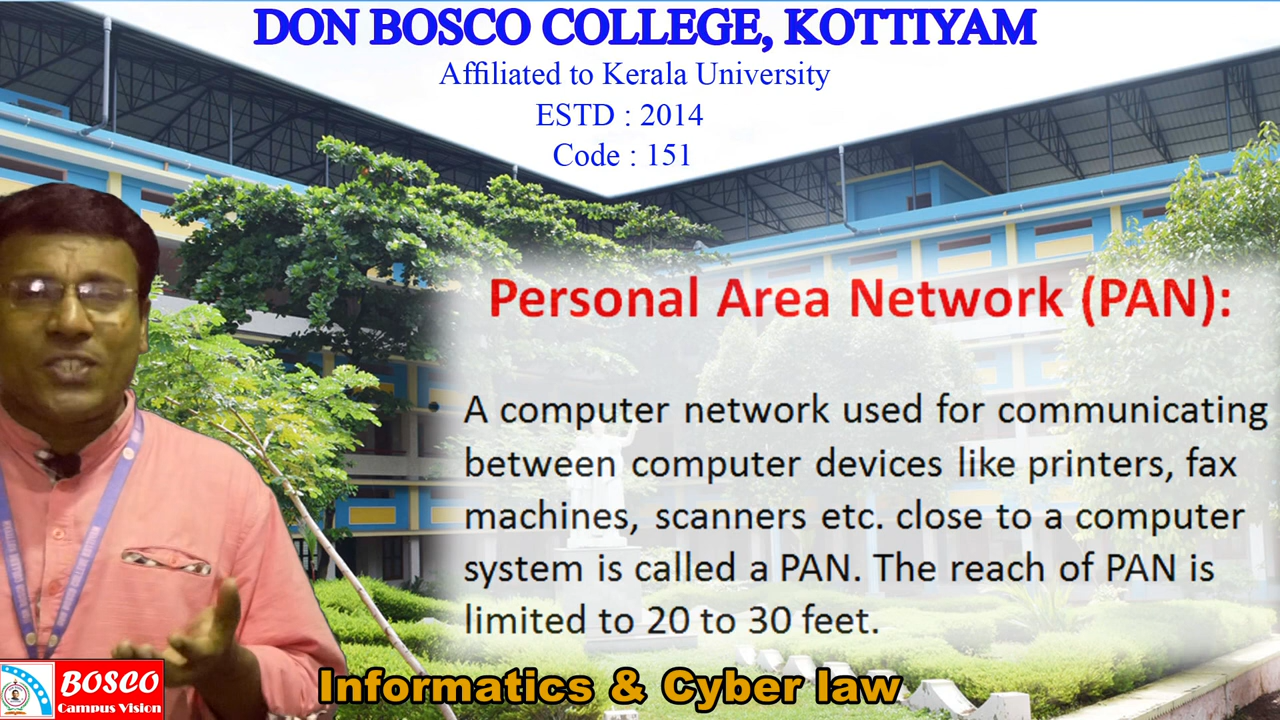 DON BOSCO COLLEGE, KOTTIYAM
Affiliated to Kerala University
ESTD : 2014
Code : 151
Personal Area Network (PAN):
• A computer network used for communicating
between computer devices like printers, fax
machines, scanners etc. close to a computer
system is called a PAN. The reach of PAN is
limited to 20 to 30 feet.
Informatics & Cyber law
BOSCO
Campus Vision